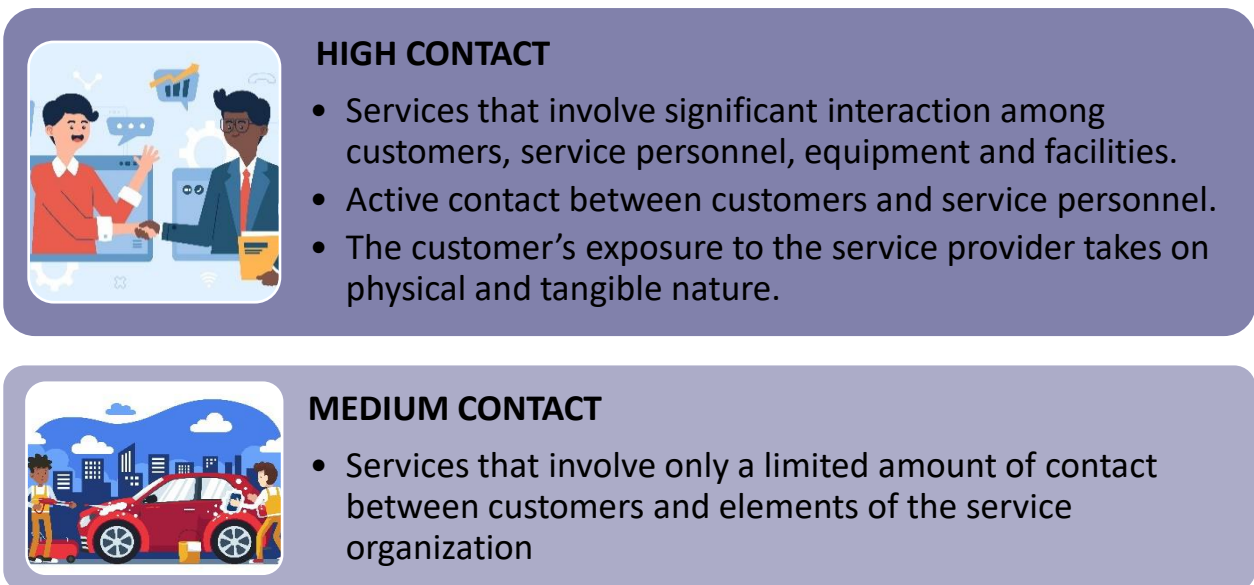 HIGH CONTACT
• Services that involve significant interaction among
customers, service personnel, equipment and facilities.
• Active contact between customers and service personnel.
• The customer’s exposure to the service provider takes on
physical and tangible nature.
MEDIUM CONTACT
• Services that involve only a limited amount of contact
between customers and elements of the service
organization